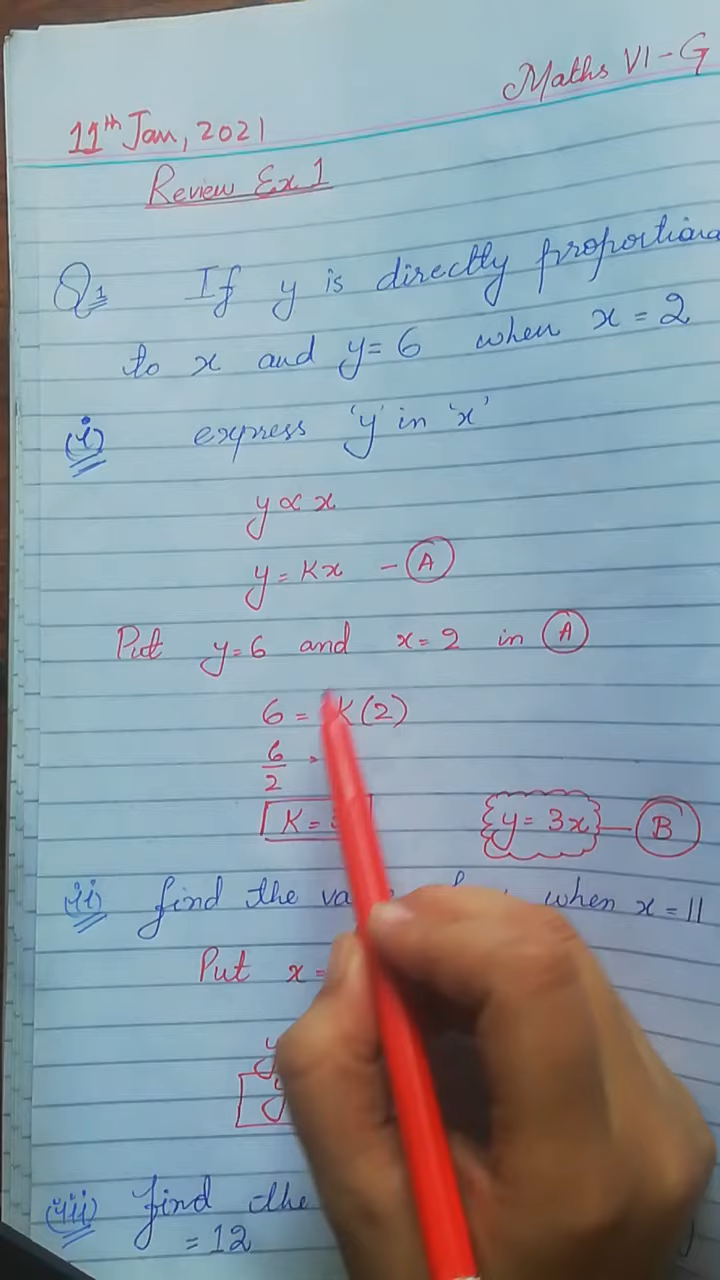 Maths VI-G
11th Jan, 2021
Review Ex 1
Q1 If y is directly proportiona
to x and y=6 when x=2
(i) express 'y' in 'x'
y ∝ x
y = Kx - (A)
Put y=6 and x=2 in (A)
6 = K(2)
6/2
K = y = 3x - (B)
(ii) find the when x=11
Put x=
y
y
(iii) find the
=12